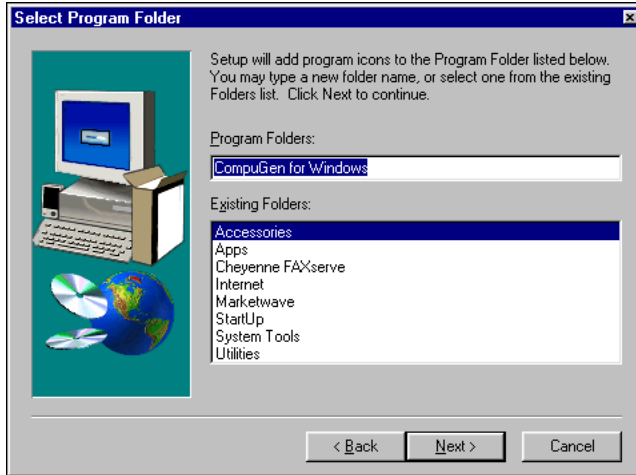 Select Program Folder
Setup will add program icons to the Program Folder listed below.
You may type a new folder name, or select one from the existing
Folders list. Click Next to continue.
Program Folders:
CompuGen for Windows
Existing Folders:
Accessories
Apps
Cheyenne FAXserve
Internet
Marketwave
StartUp
System Tools
Utilities
< Back
Next >
Cancel